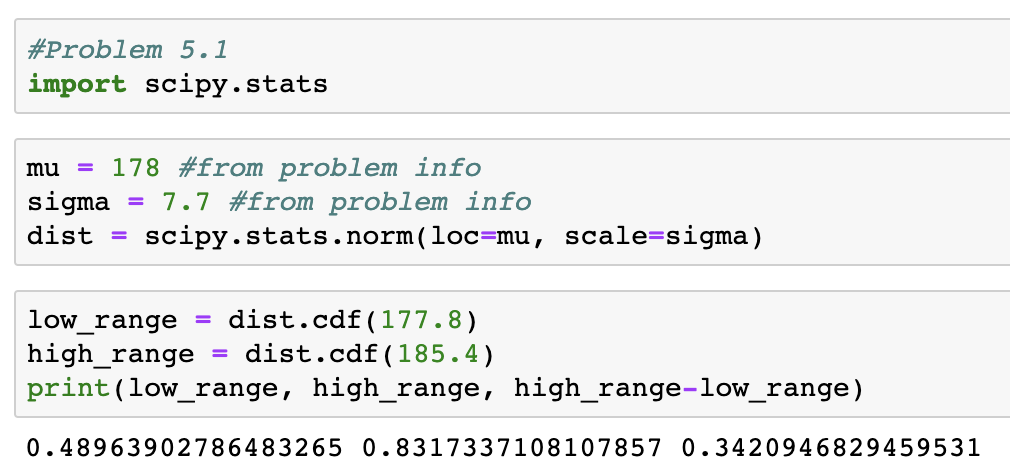 #Problem 5.1
import scipy.stats
mu = 178 #from problem info
sigma = 7.7 #from problem info
dist = scipy.stats.norm(loc=mu, scale=sigma)
low_range = dist.cdf(177.8)
high_range = dist.cdf(185.4)
print(low_range, high_range, high_range-low_range)
0.48963902786483265 0.8317337108107857 0.3420946829459531